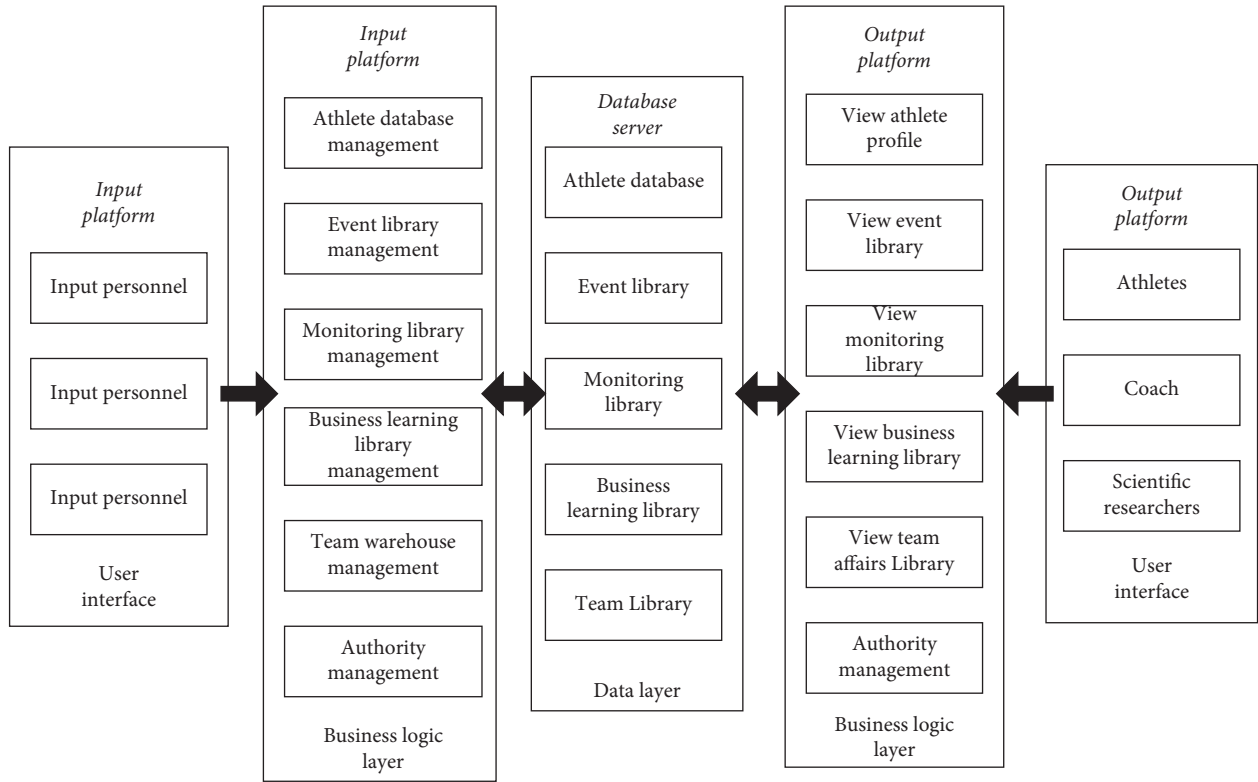 Input
platform
Input personnel
Input personnel
Input personnel
User
interface
Input
platform
Athlete database
management
Event library
management
Monitoring library
management
Business learning
library
management
Team warehouse
management
Authority
management
Business logic
layer
Database
server
Athlete database
Event library
Monitoring
library
Business
learning library
Team Library
Data layer
Output
platform
View athlete
profile
View event
library
View
monitoring
library
View business
learning library
View team
affairs Library
Authority
management
Business logic
layer
Output
platform
Athletes
Coach
Scientific
researchers
User
interface